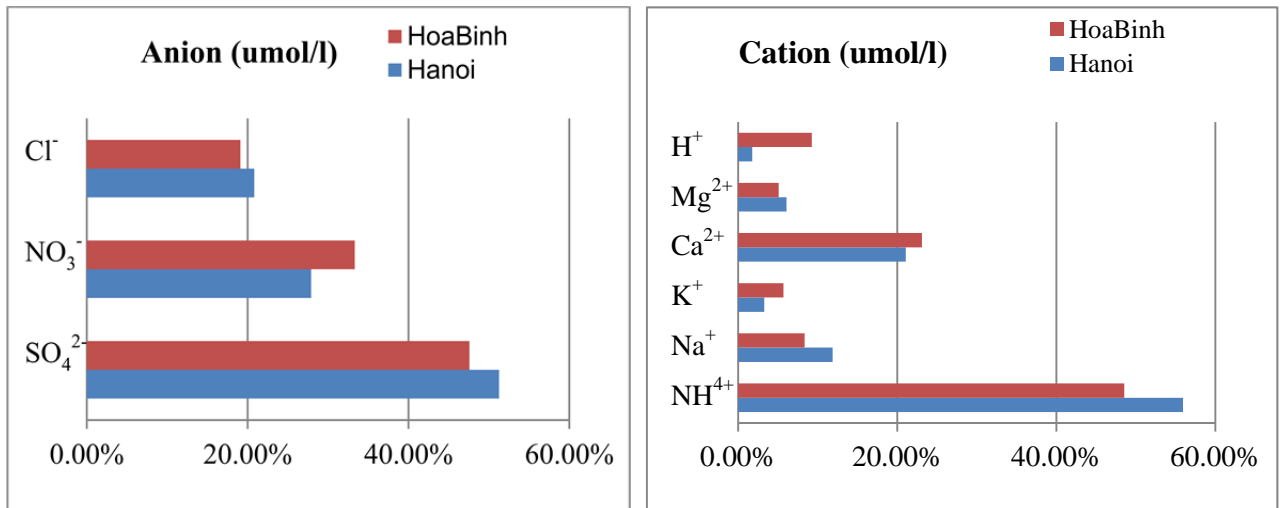 Anion (umol/l)
HoaBinh
Hanoi
Cl⁻
NO₃⁻
SO₄²⁻
0.00% 20.00% 40.00% 60.00%
Cation (umol/l)
HoaBinh
Hanoi
H⁺
Mg²⁺
Ca²⁺
K⁺
Na⁺
NH⁴⁺
0.00% 20.00% 40.00% 60.00%